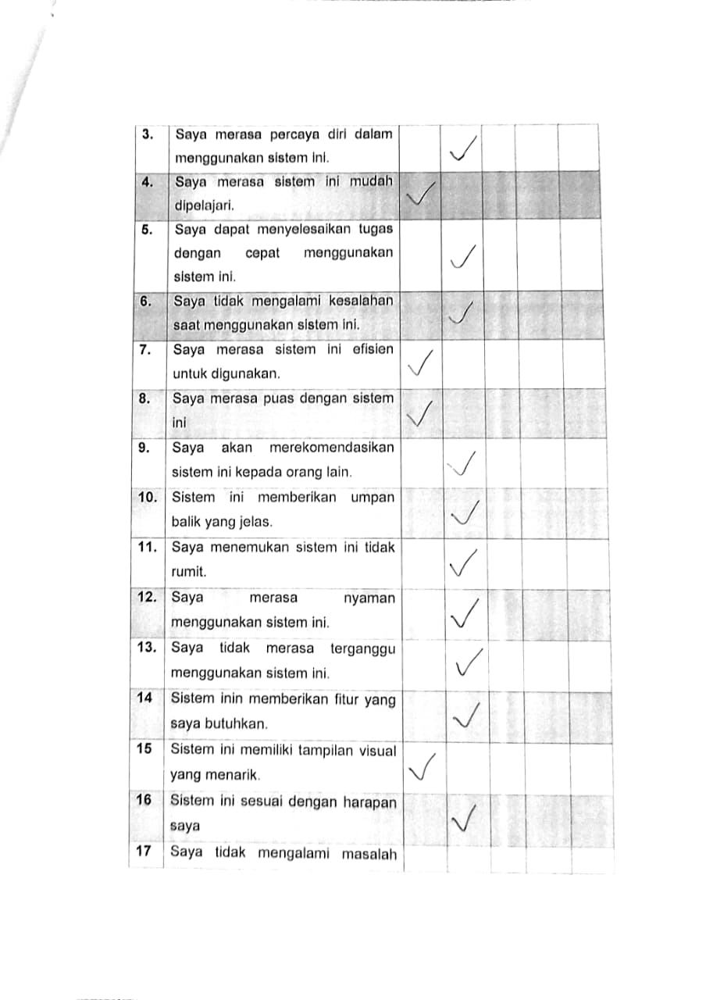 3. Saya merasa percaya diri dalam
menggunakan sistem ini.
4. Saya merasa sistem ini mudah
dipelajari.
5. Saya dapat menyelesaikan tugas
dengan cepat menggunakan
sistem ini.
6. Saya tidak mengalami kesalahan
saat menggunakan sistem ini.
7. Saya merasa sistem ini efisien
untuk digunakan.
8. Saya merasa puas dengan sistem
ini
9. Saya akan merekomendasikan
sistem ini kepada orang lain.
10. Sistem ini memberikan umpan
balik yang jelas.
11. Saya menemukan sistem ini tidak
rumit.
12. Saya merasa nyaman
menggunakan sistem ini.
13. Saya tidak merasa terganggu
menggunakan sistem ini.
14 Sistem inin memberikan fitur yang
saya butuhkan.
15 Sistem ini memiliki tampilan visual
yang menarik.
16 Sistem ini sesuai dengan harapan
saya
17 Saya tidak mengalami masalah